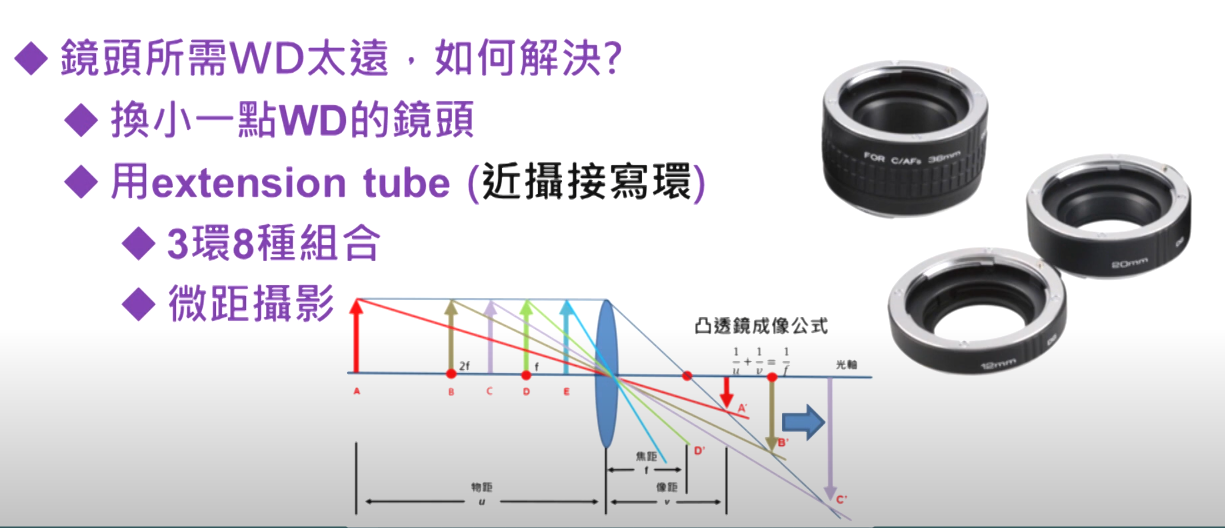 ◆ 鏡頭所需WD太遠，如何解決?
◆ 換小一點WD的鏡頭
◆ 用extension tube (近攝接寫環)
◆ 3環8種組合
◆ 微距攝影
FOR C/AFs 36mm
20mm
12mm
凸透鏡成像公式
1/u + 1/v = 1/f
光軸
2f f
A B C D E
A'
B'
D'
C'
焦距
f
物距
u
像距
v